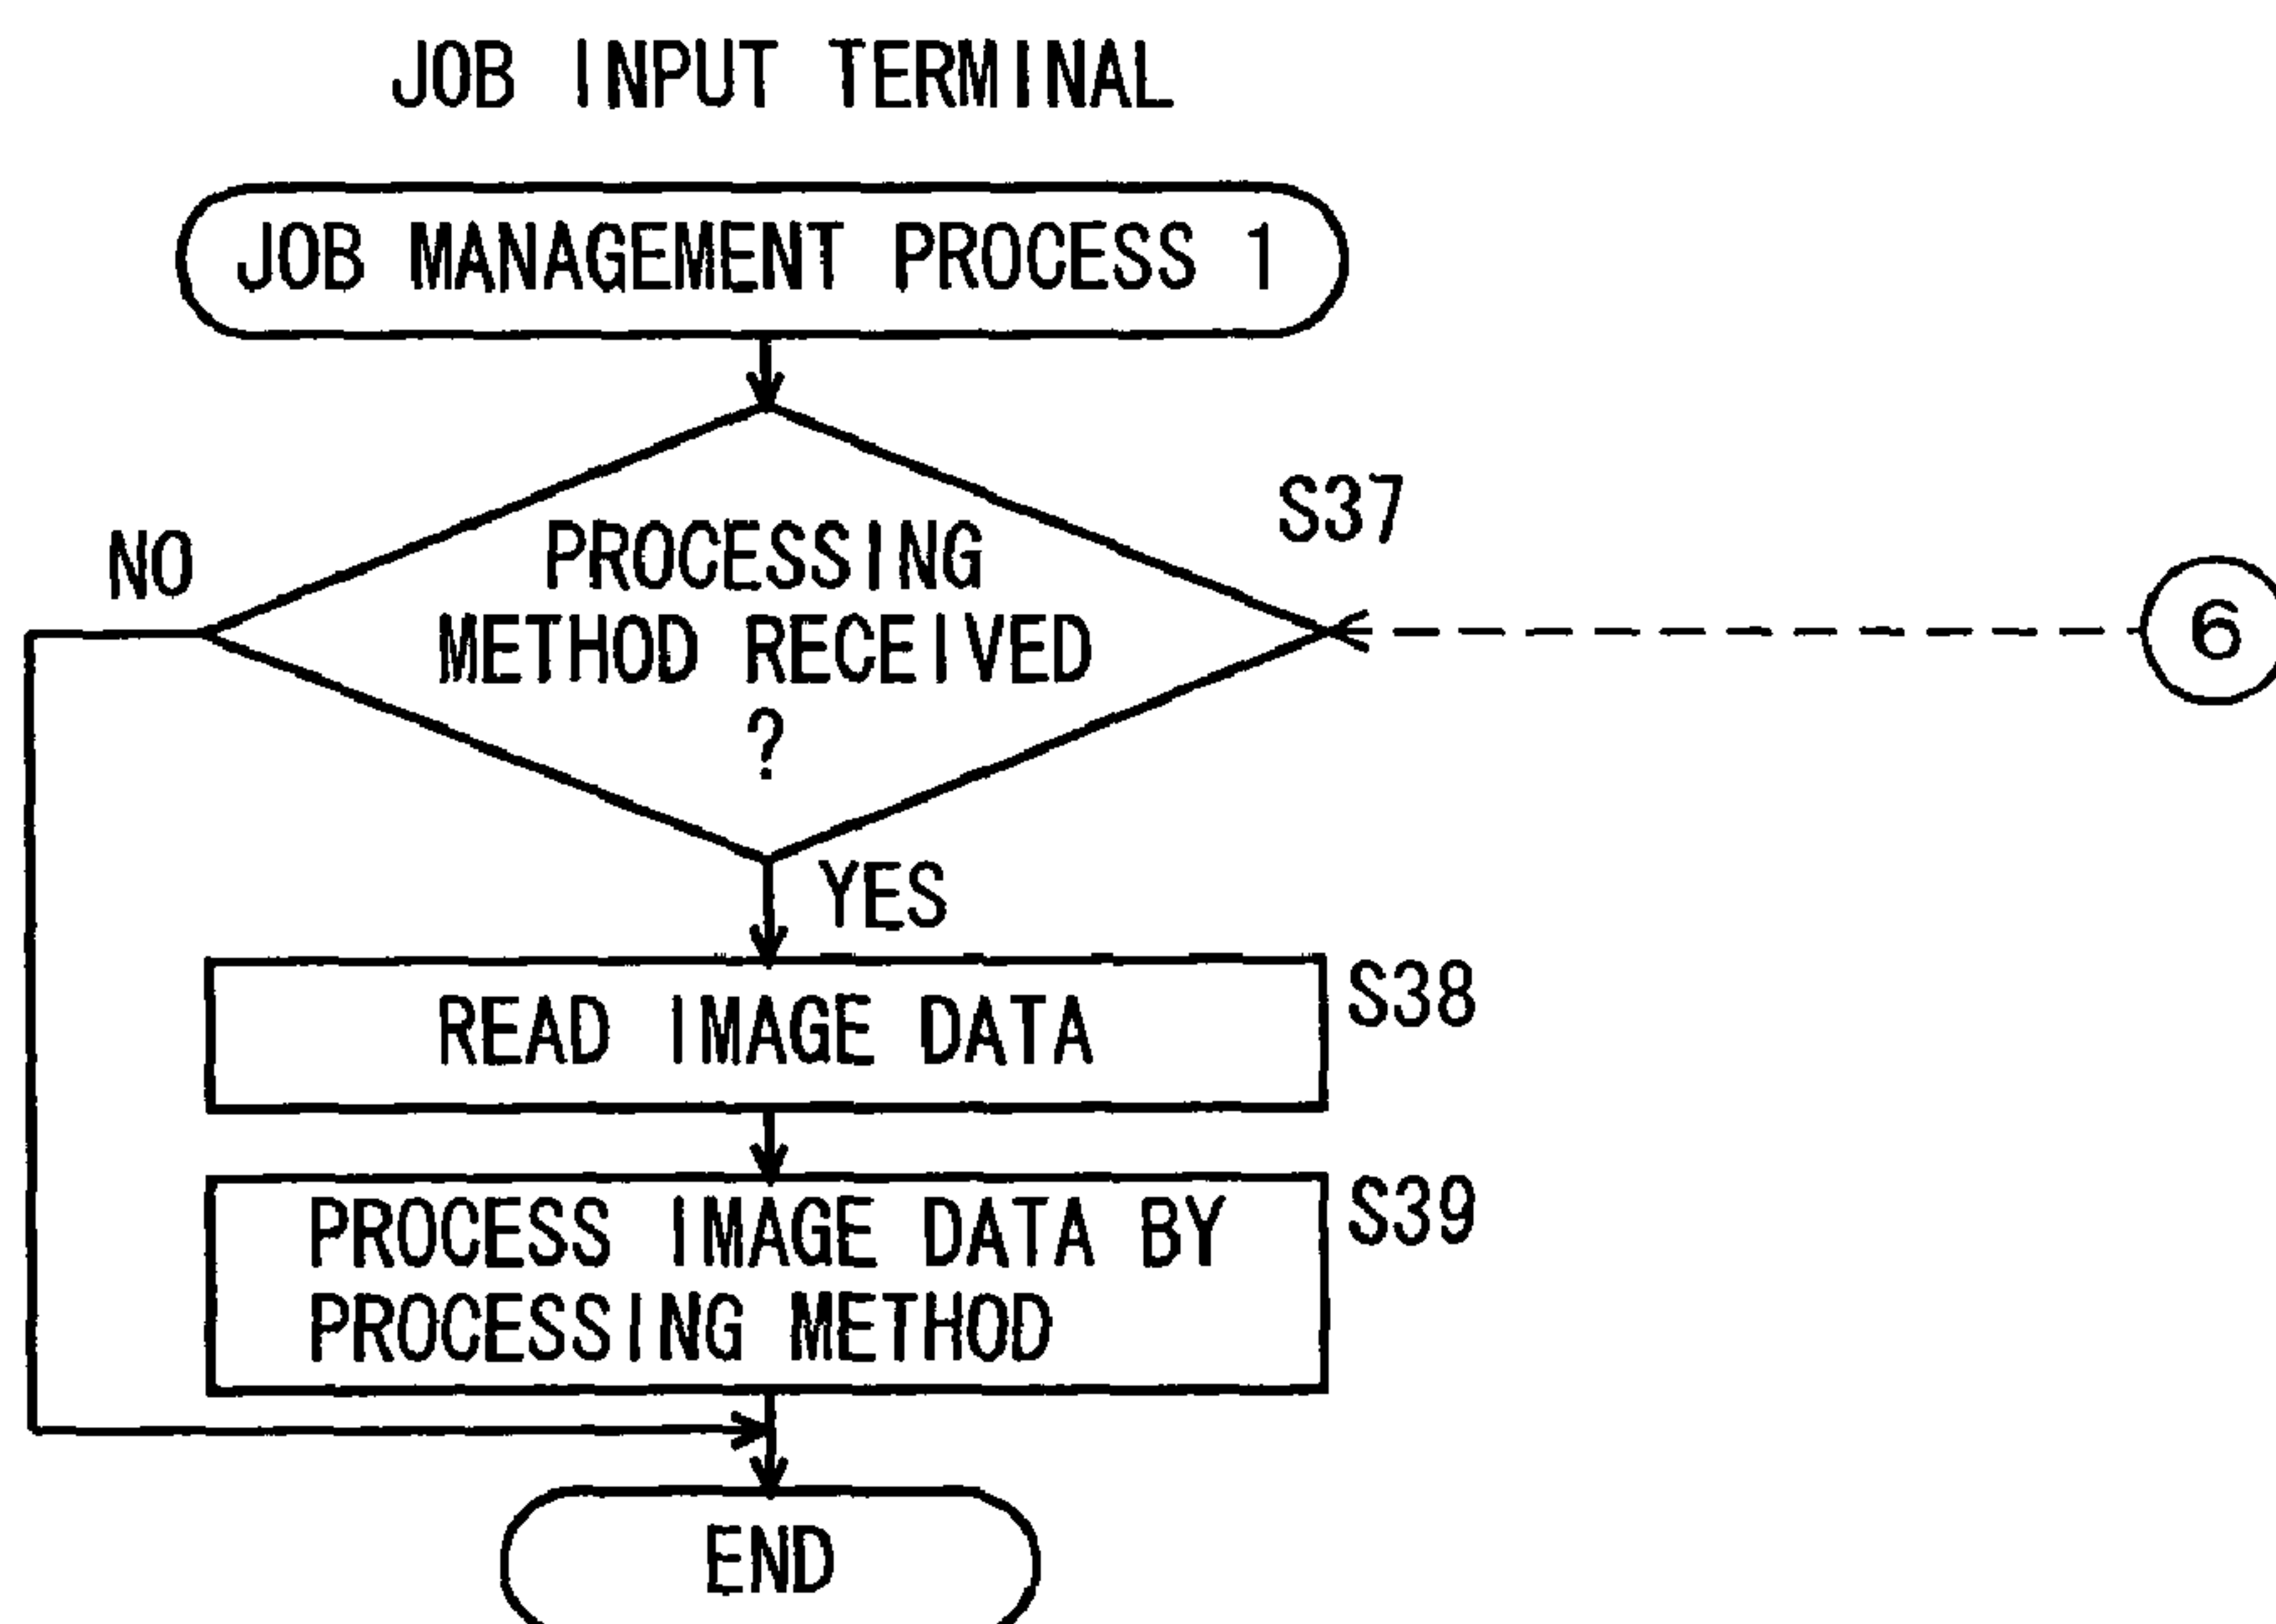 JOB INPUT TERMINAL
JOB MANAGEMENT PROCESS 1
S37
NO
PROCESSING
METHOD RECEIVED
?
6
YES
READ IMAGE DATA
S38
PROCESS IMAGE DATA BY
PROCESSING METHOD
S39
END